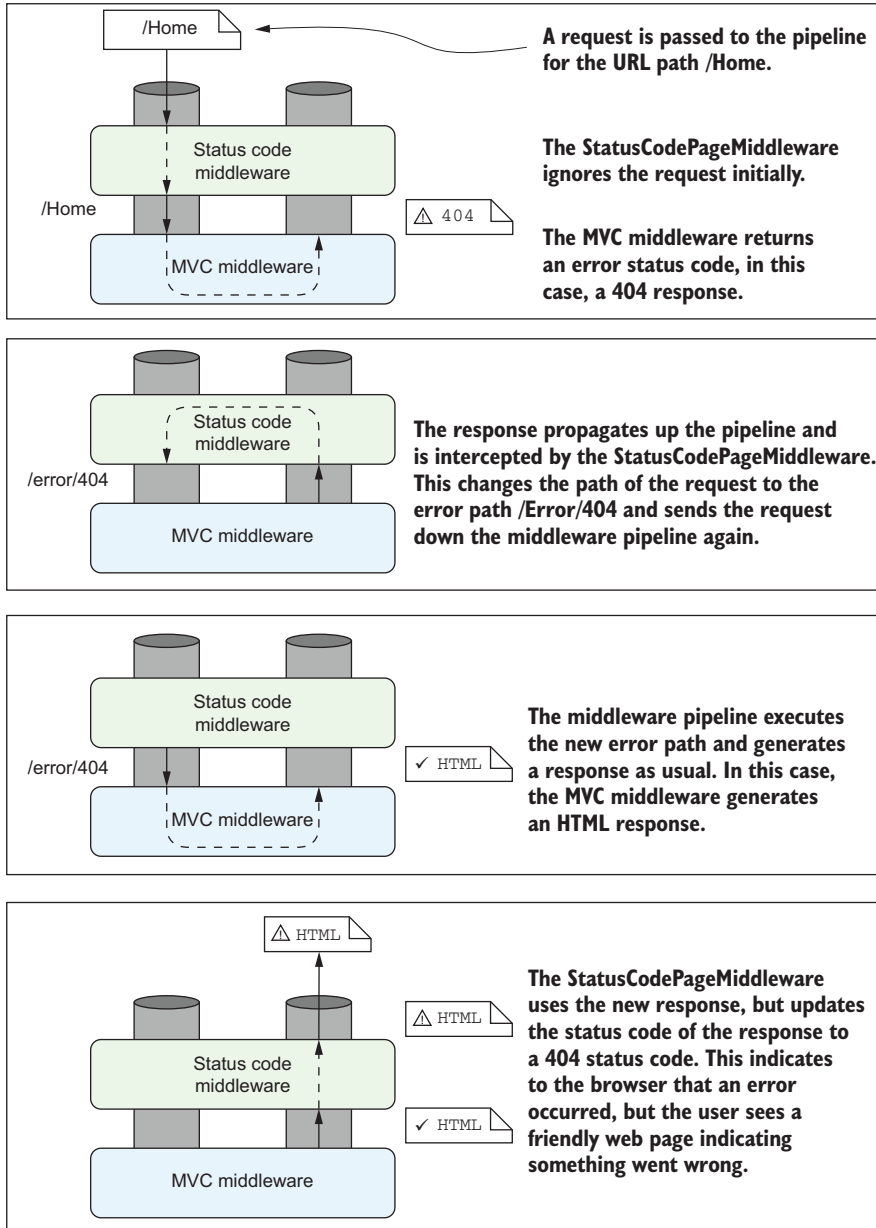 /Home
A request is passed to the pipeline
for the URL path /Home.
Status code
middleware
The StatusCodePageMiddleware
ignores the request initially.
/Home
⚠ 404
MVC middleware
The MVC middleware returns
an error status code, in this
case, a 404 response.
Status code
middleware
/error/404
MVC middleware
The response propagates up the pipeline and
is intercepted by the StatusCodePageMiddleware.
This changes the path of the request to the
error path /Error/404 and sends the request
down the middleware pipeline again.
Status code
middleware
/error/404
✓ HTML
MVC middleware
The middleware pipeline executes
the new error path and generates
a response as usual. In this case,
the MVC middleware generates
an HTML response.
⚠ HTML
⚠ HTML
Status code
middleware
✓ HTML
MVC middleware
The StatusCodePageMiddleware
uses the new response, but updates
the status code of the response to
a 404 status code. This indicates
to the browser that an error
occurred, but the user sees a
friendly web page indicating
something went wrong.